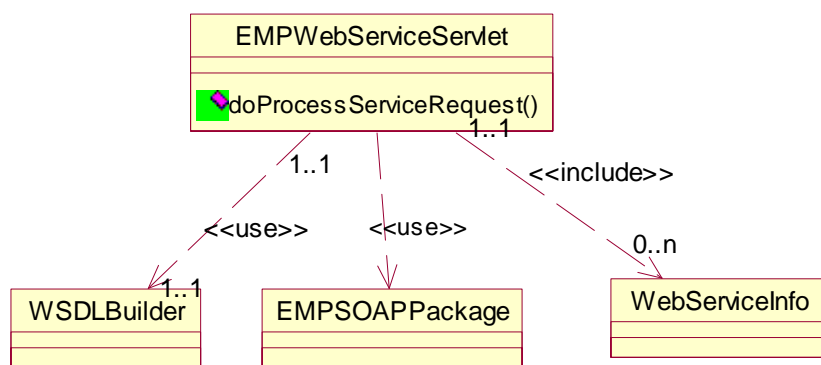 EMPWebServiceServlet
doProcessServiceRequest()
1..1
1..1
<<include>>
<<use>>
<<use>>
0..n
1..1
WSDLBuilder
EMPSOAPPackage
WebServiceInfo